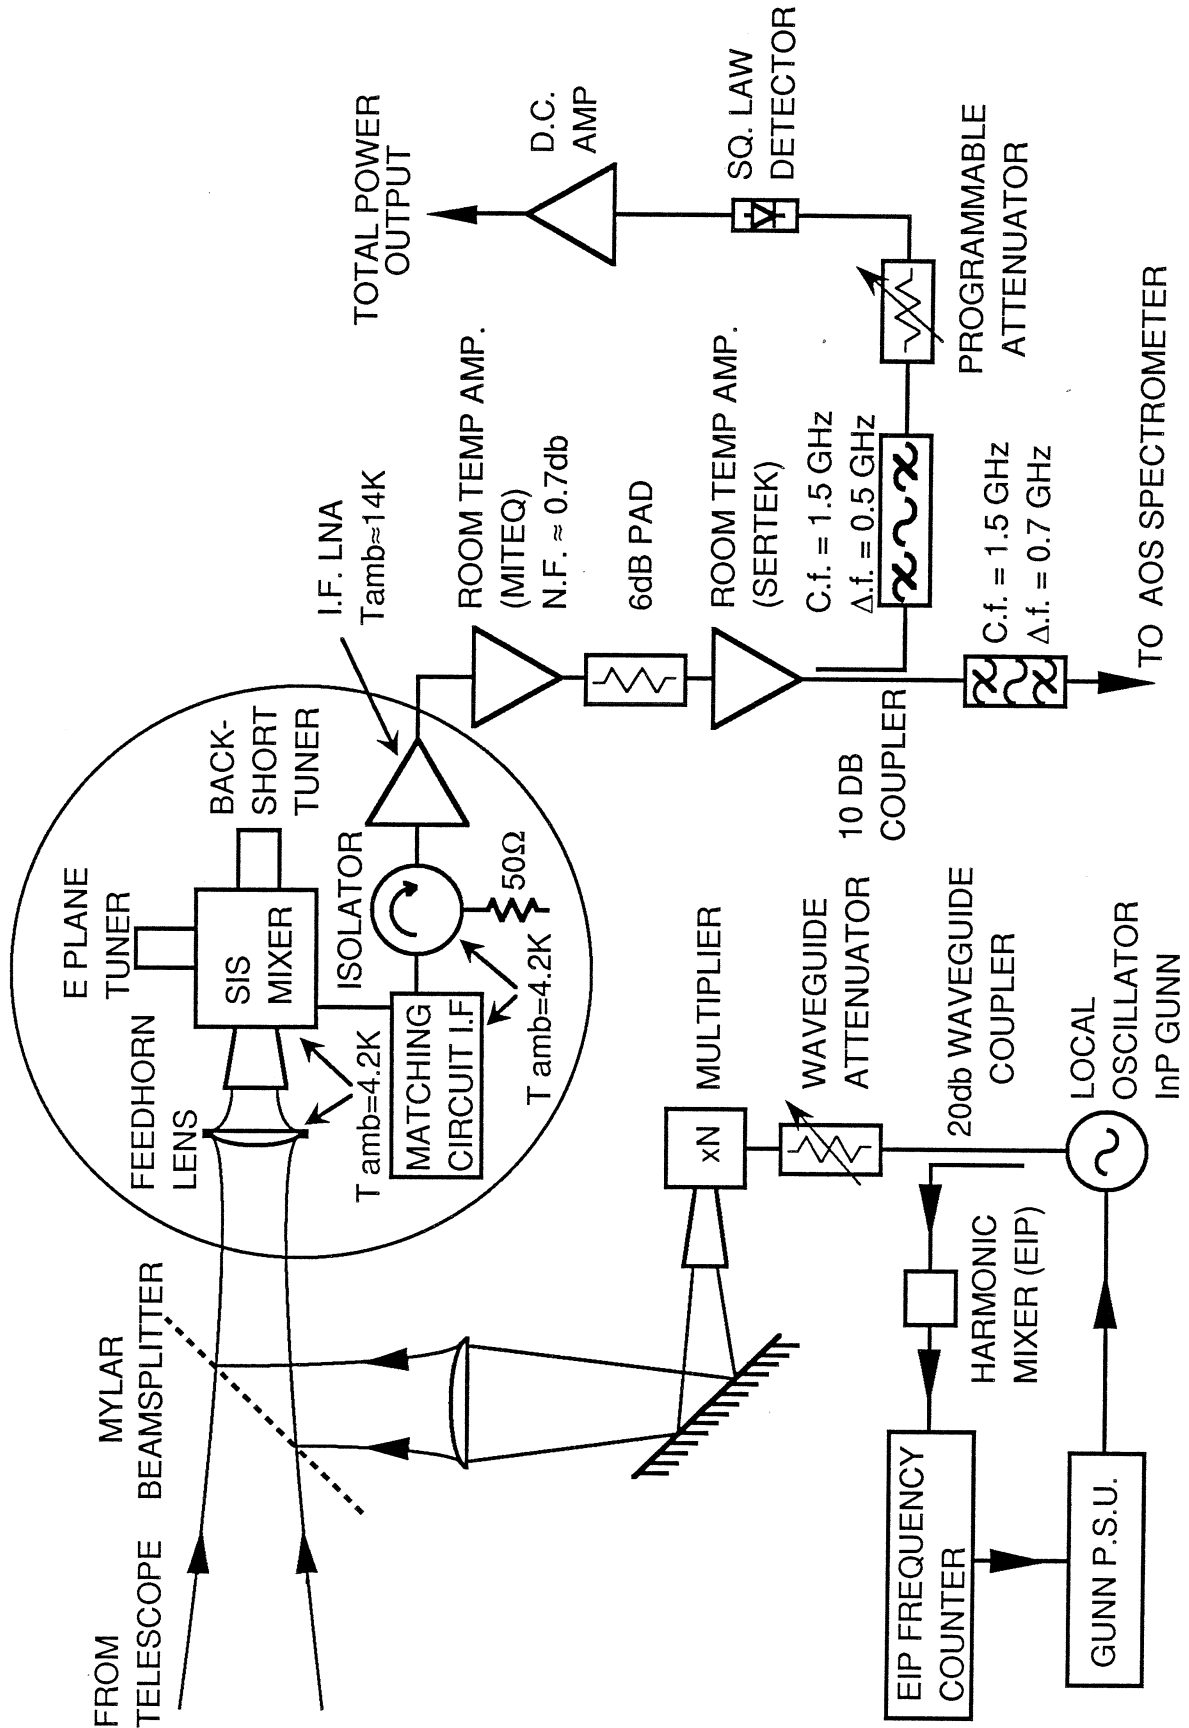 FROM
TELESCOPE
MYLAR
BEAMSPLITTER
FEEDHORN
LENS
E PLANE
TUNER
SIS
MIXER
BACK-
SHORT
TUNER
T amb=4.2K
ISOLATOR
MATCHING
CIRCUIT I.F
50Ω
T amb=4.2K
I.F. LNA
Tamb≈14K
ROOM TEMP AMP.
(MITEQ)
N.F. ≈ 0.7db
6dB PAD
ROOM TEMP AMP.
(SERTEK)
C.f. = 1.5 GHz
Δ.f. = 0.5 GHz
10 DB
COUPLER
C.f. = 1.5 GHz
Δ.f. = 0.7 GHz
TO AOS SPECTROMETER
PROGRAMMABLE
ATTENUATOR
SQ. LAW
DETECTOR
D.C.
AMP
TOTAL POWER
OUTPUT
MULTIPLIER
xN
WAVEGUIDE
ATTENUATOR
20db WAVEGUIDE
COUPLER
LOCAL
OSCILLATOR
InP GUNN
HARMONIC
MIXER (EIP)
EIP FREQUENCY
COUNTER
GUNN P.S.U.